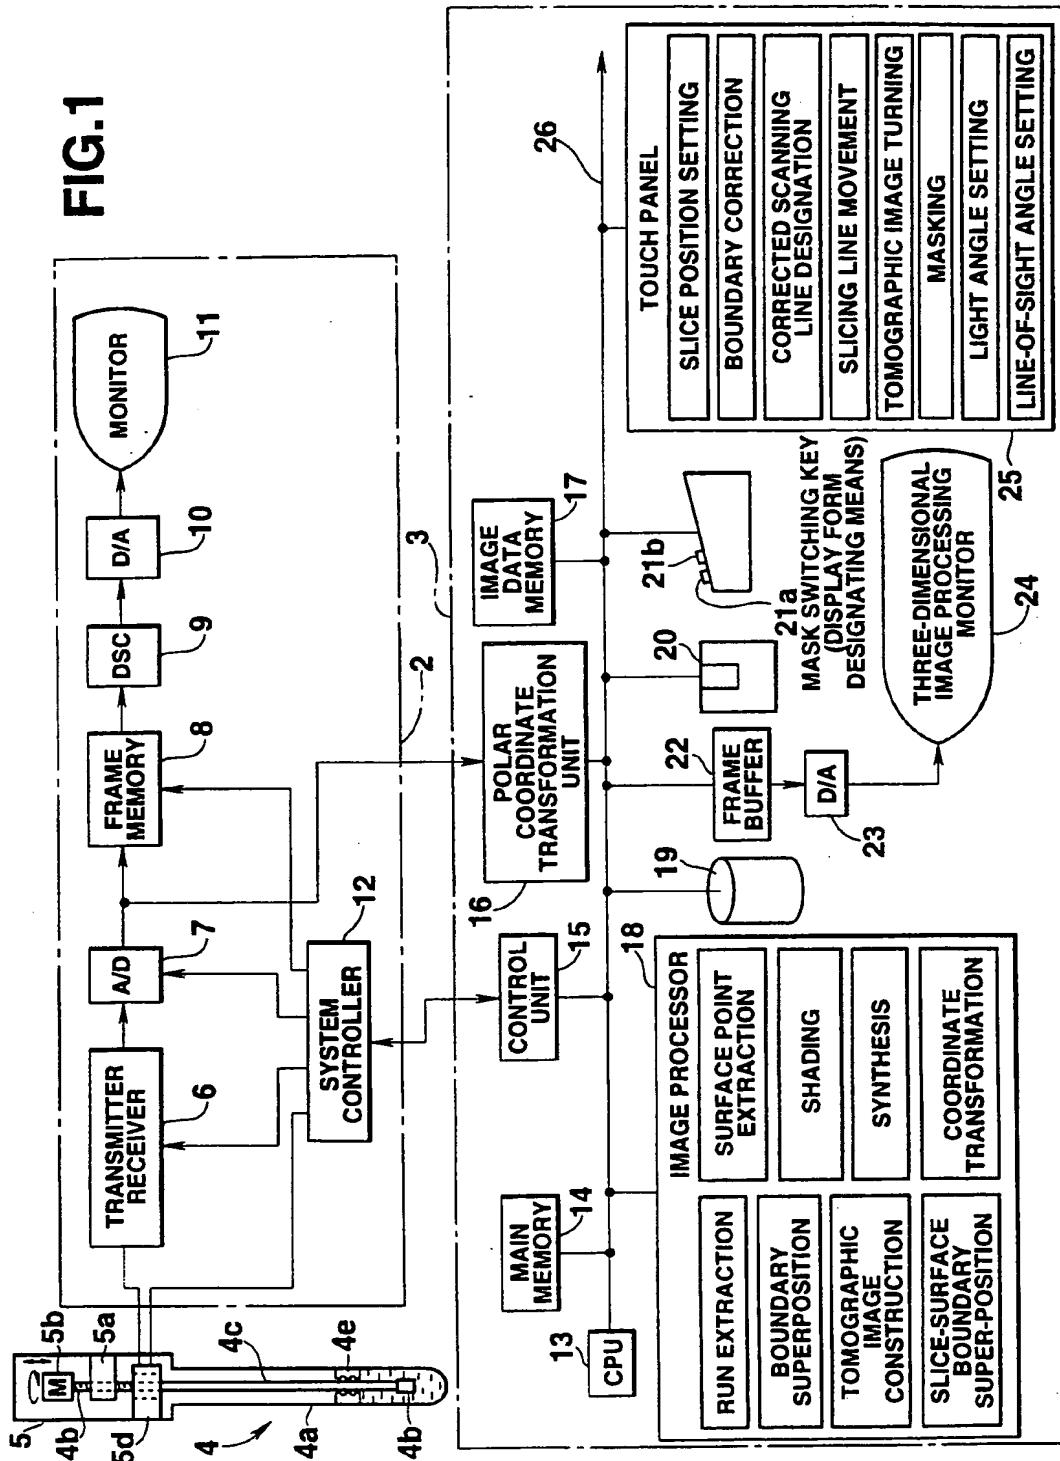 FIG.1
5
5b
M
4b
5a
5d
4
4c
4a
4e
4b
TRANSMITTER
RECEIVER
6
A/D
7
FRAME
MEMORY
8
DSC
9
D/A
10
MONITOR
11
SYSTEM
CONTROLLER
12
2
3
13
CPU
MAIN
MEMORY
14
CONTROL
UNIT
15
POLAR
COORDINATE
TRANSFORMATION
UNIT
16
IMAGE
DATA
MEMORY
17
26
18
IMAGE PROCESSOR
RUN EXTRACTION
SURFACE POINT
EXTRACTION
BOUNDARY
SUPERPOSITION
SHADING
TOMOGRAPHIC
IMAGE
CONSTRUCTION
SYNTHESIS
SLICE-SURFACE
BOUNDARY
SUPER-POSITION
COORDINATE
TRANSFORMATION
19
FRAME
BUFFER
22
D/A
23
20
21b
21a
MASK SWITCHING KEY
(DISPLAY FORM
DESIGNATING MEANS)
THREE-DIMENSIONAL
IMAGE PROCESSING
MONITOR
24
TOUCH PANEL
SLICE POSITION SETTING
BOUNDARY CORRECTION
CORRECTED SCANNING
LINE DESIGNATION
SLICING LINE MOVEMENT
TOMOGRAPHIC IMAGE TURNING
MASKING
LIGHT ANGLE SETTING
LINE-OF-SIGHT ANGLE SETTING
25